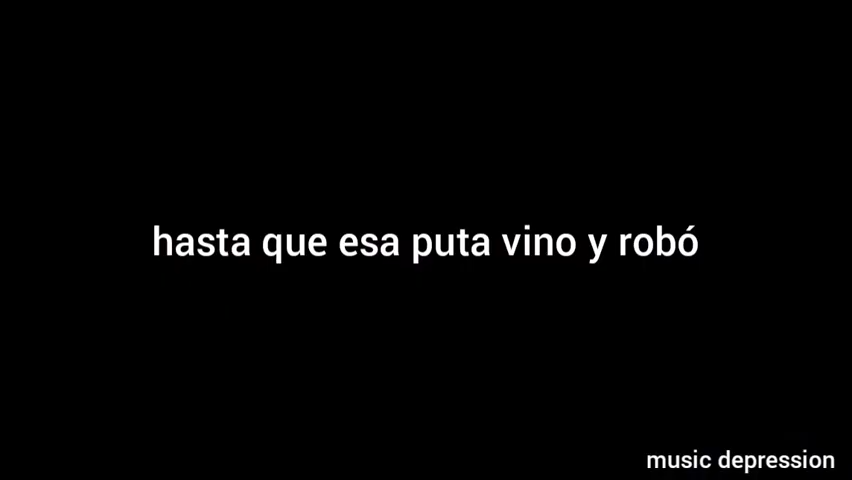 hasta que esa puta vino y robó
music depression